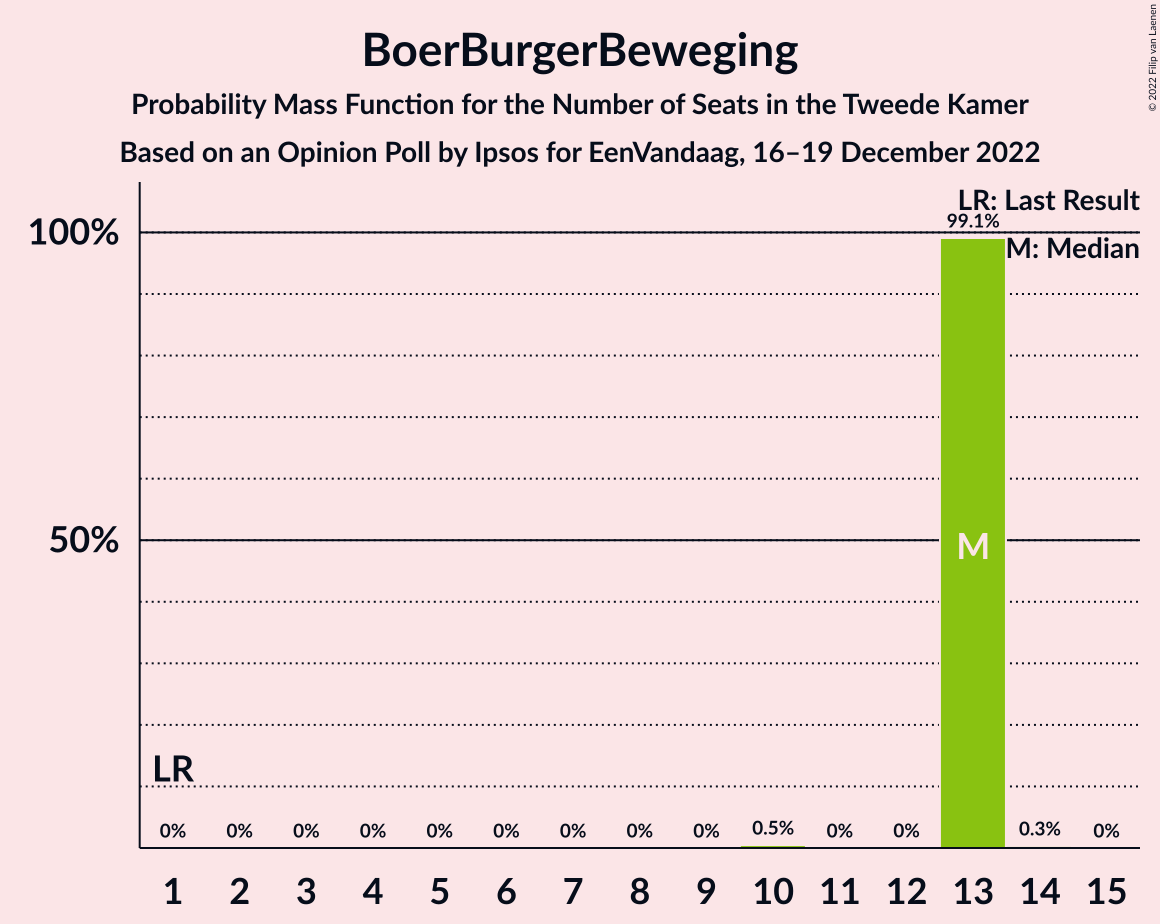 BoerBurgerBeweging
Probability Mass Function for the Number of Seats in the Tweede Kamer
Based on an Opinion Poll by Ipsos for EenVandaag, 16–19 December 2022
© 2022 Filip van Laenen
LR: Last Result
99.1%
100%
M: Median
50%
M
LR
0% 0% 0% 0% 0% 0% 0% 0% 0% 0.5% 0% 0% 0.3% 0%
1 2 3 4 5 6 7 8 9 10 11 12 13 14 15